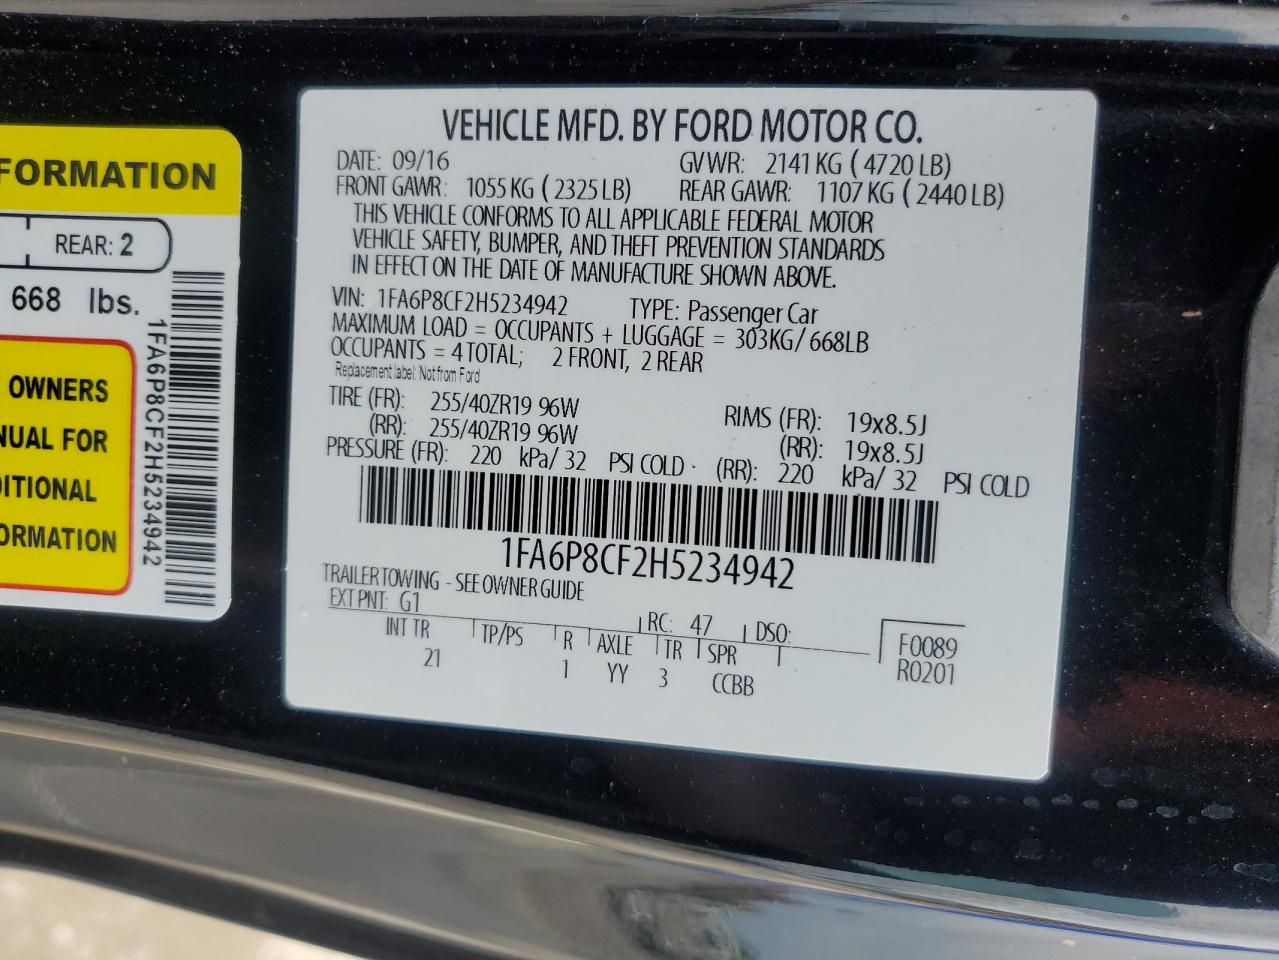 FORMATION
REAR: 2
668 lbs.
OWNERS
NUAL FOR
DITIONAL
ORMATION
1FA6P8CF2H5234942
VEHICLE MFD. BY FORD MOTOR CO.
DATE: 09/16 GVWR: 2141 KG ( 4720 LB)
FRONT GAWR: 1055 KG ( 2325 LB) REAR GAWR: 1107 KG ( 2440 LB)
THIS VEHICLE CONFORMS TO ALL APPLICABLE FEDERAL MOTOR
VEHICLE SAFETY, BUMPER, AND THEFT PREVENTION STANDARDS
IN EFFECT ON THE DATE OF MANUFACTURE SHOWN ABOVE.
VIN: 1FA6P8CF2H5234942 TYPE: Passenger Car
MAXIMUM LOAD = OCCUPANTS + LUGGAGE = 303KG/ 668LB
OCCUPANTS = 4 TOTAL; 2 FRONT, 2 REAR
Replacement label: Not from Ford
TIRE (FR): 255/40ZR19 96W RIMS (FR): 19x8.5J
(RR): 255/40ZR19 96W (RR): 19x8.5J
PRESSURE (FR): 220 kPa/ 32 PSI COLD - (RR): 220 kPa/ 32 PSI COLD
1FA6P8CF2H5234942
TRAILER TOWING - SEE OWNER GUIDE
EXT PNT: G1 RC: 47 DSO:
INT TR TP/PS R AXLE TR SPR F0089
21 1 YY 3 CCBB R0201